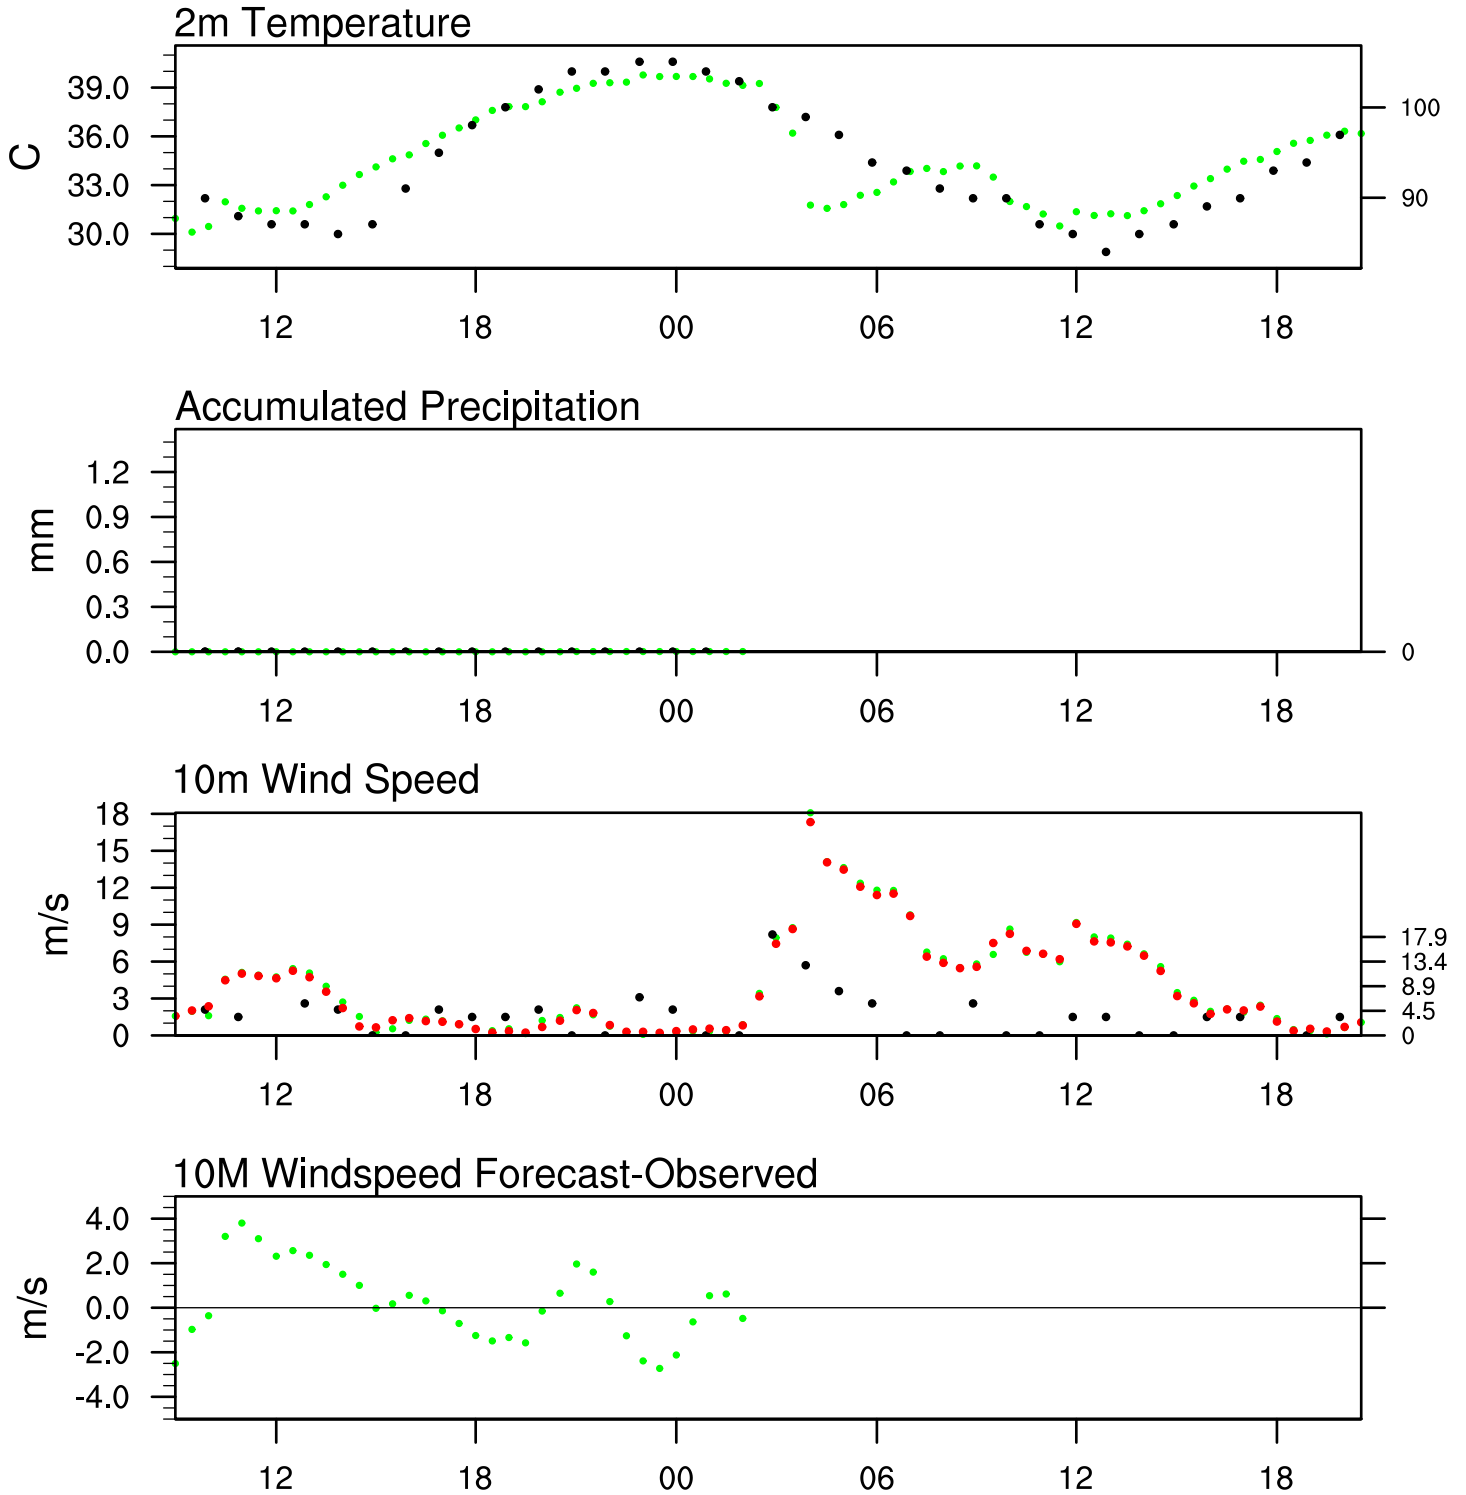 2m Temperature
39.0
36.0
33.0
30.0
C
100
90
12 18 00 06 12 18
Accumulated Precipitation
1.2
0.9
0.6
0.3
0.0
mm
0
12 18 00 06 12 18
10m Wind Speed
18
15
12
9
6
3
0
m/s
17.9
13.4
8.9
4.5
0
12 18 00 06 12 18
10M Windspeed Forecast-Observed
4.0
2.0
0.0
-2.0
-4.0
m/s
12 18 00 06 12 18